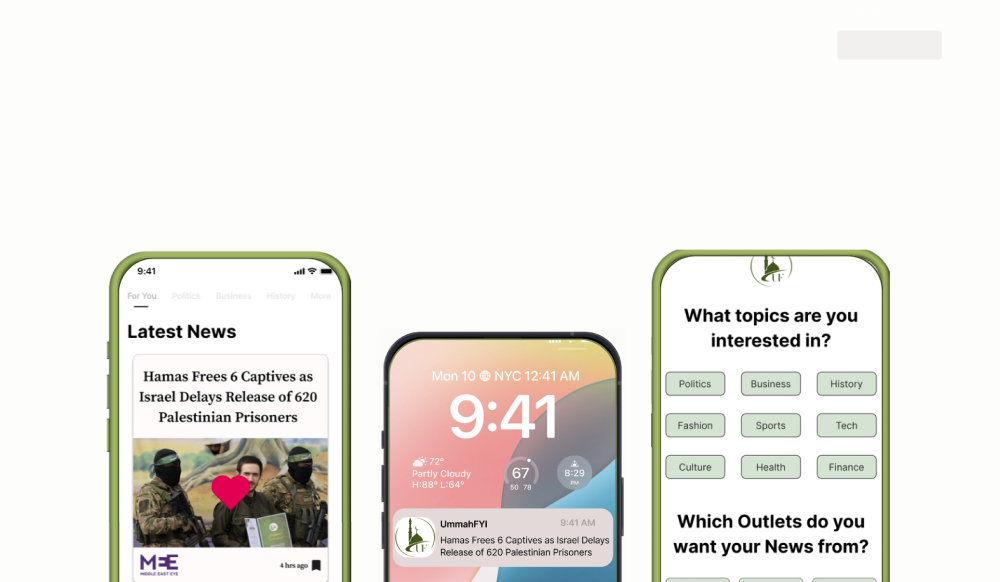 9:41
For You Politics Business History More
Latest News
Hamas Frees 6 Captives as
Israel Delays Release of 620
Palestinian Prisoners
MEE
MIDDLE EAST EYE
4 hrs ago
Mon 10 NYC 12:41 AM
9:41
72°
Partly Cloudy
H:88° L:64°
67
50 78
8:29
PM
UF
UmmahFYI
9:41 AM
Hamas Frees 6 Captives as Israel Delays
Release of 620 Palestinian Prisoners
UF
What topics are you
interested in?
Politics Business History
Fashion Sports Tech
Culture Health Finance
Which Outlets do you
want your News from?